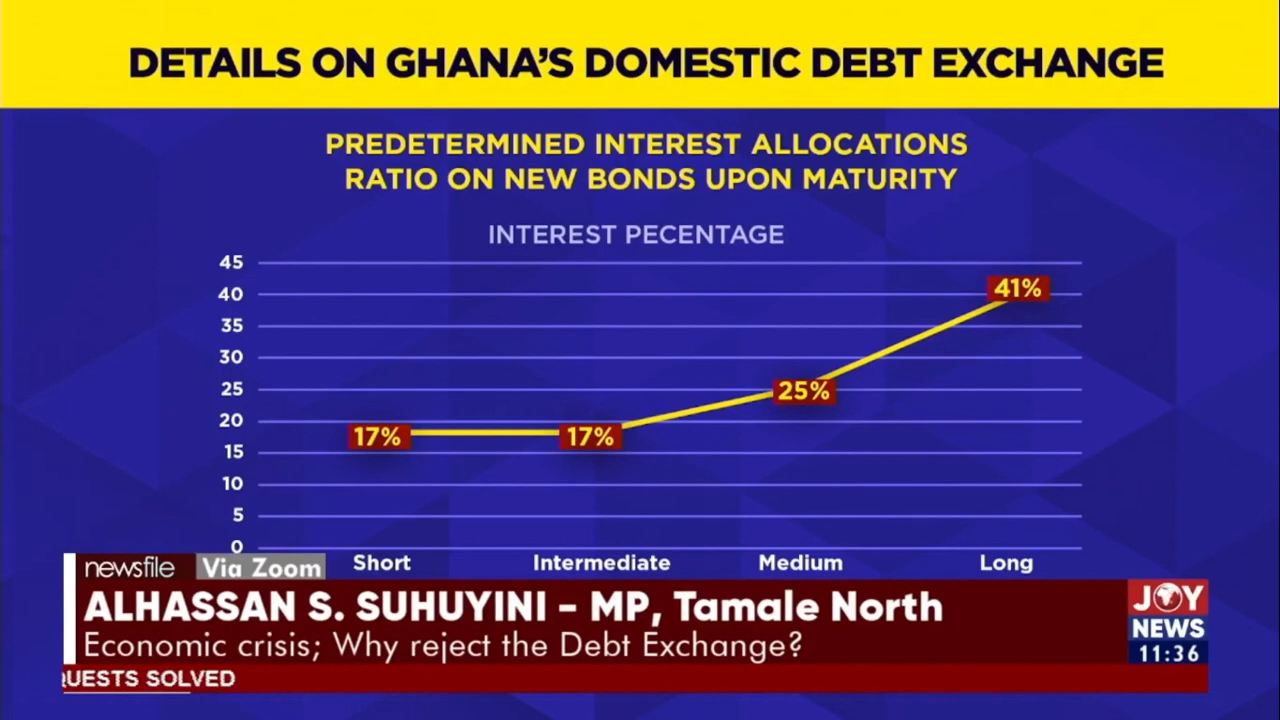 DETAILS ON GHANA'S DOMESTIC DEBT EXCHANGE
PREDETERMINED INTEREST ALLOCATIONS
RATIO ON NEW BONDS UPON MATURITY
INTEREST PECENTAGE
45
40
35
30
25
20
15
10
5
0
41%
25%
17%
17%
Short Intermediate Medium Long
newsfile Via Zoom
ALHASSAN S. SUHUYINI - MP, Tamale North
Economic crisis; Why reject the Debt Exchange?
JOY
NEWS
11:36
QUESTS SOLVED